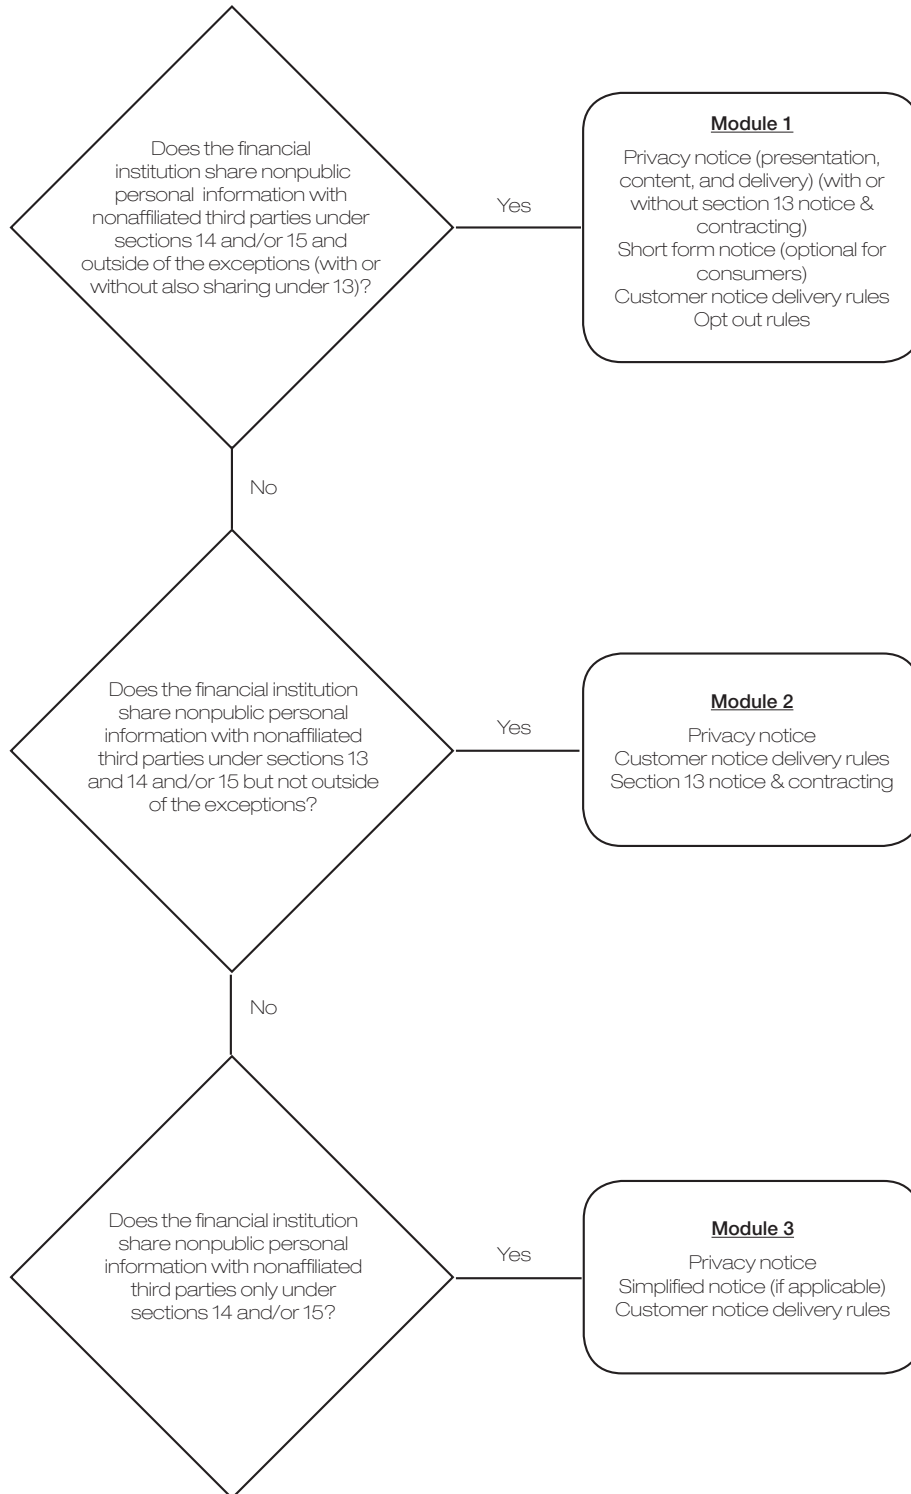 Does the financial
institution share nonpublic
personal information with
nonaffiliated third parties under
sections 14 and/or 15 and
outside of the exceptions (with or
without also sharing under 13)?
Yes
Module 1
Privacy notice (presentation,
content, and delivery) (with or
without section 13 notice &
contracting)
Short form notice (optional for
consumers)
Customer notice delivery rules
Opt out rules
No
Does the financial institution
share nonpublic personal
information with nonaffiliated
third parties under sections 13
and 14 and/or 15 but not outside
of the exceptions?
Yes
Module 2
Privacy notice
Customer notice delivery rules
Section 13 notice & contracting
No
Does the financial institution
share nonpublic personal
information with nonaffiliated
third parties only under
sections 14 and/or 15?
Yes
Module 3
Privacy notice
Simplified notice (if applicable)
Customer notice delivery rules